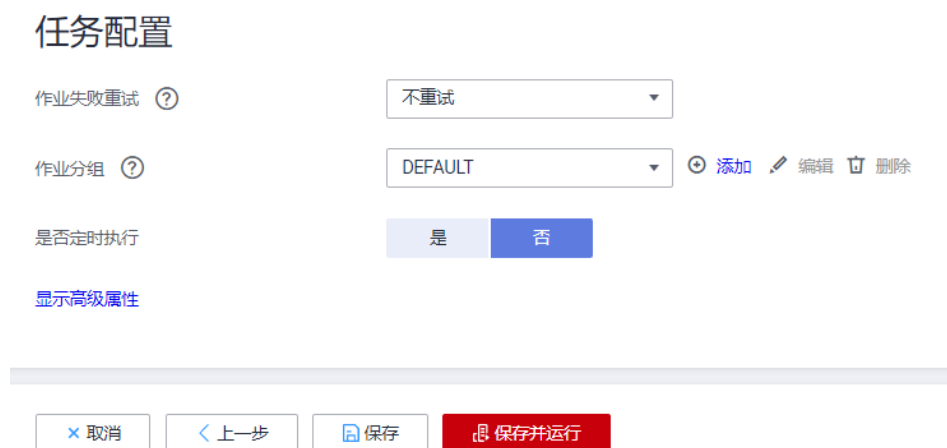 任务配置
作业失败重试 ? 不重试
作业分组 ? DEFAULT 添加 编辑 删除
是否定时执行 是 否
显示高级属性
取消 上一步 保存 保存并运行